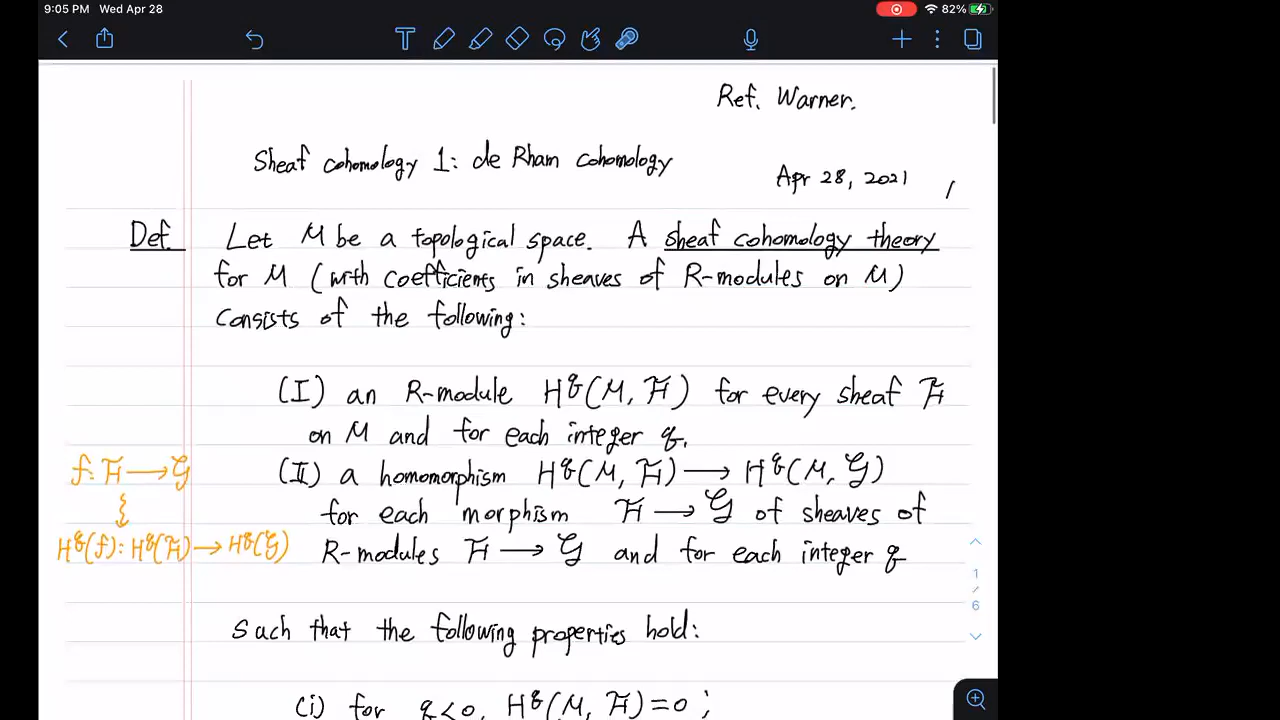 9:05 PM Wed Apr 28
82%
Ref. Warner.
Sheaf cohomology 1: de Rham cohomology
Apr 28, 2021
1
Def. Let M be a topological space. A sheaf cohomology theory
for M (with coefficients in sheaves of R-modules on M)
consists of the following:
(I) an R-module H^q(M, ℱ) for every sheaf ℱ
on M and for each integer q.
f: ℱ → 𝒢
(II) a homomorphism H^q(M, ℱ) → H^q(M, 𝒢)
for each morphism ℱ → 𝒢 of sheaves of
H^q(f): H^q(ℱ) → H^q(𝒢)
R-modules ℱ → 𝒢 and for each integer q
1
/
6
Such that the following properties hold:
(i) for q<0, H^q(M, ℱ)=0;